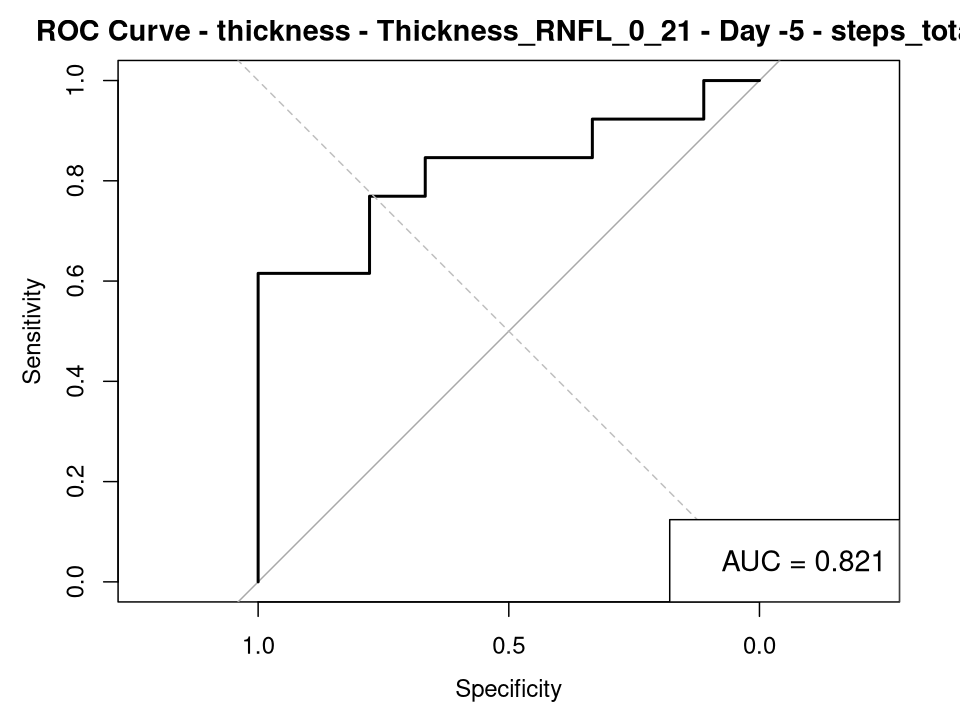 ROC Curve - thickness - Thickness_RNFL_0_21 - Day -5 - steps_tota
1.0
0.8
0.6
0.4
0.2
0.0
Sensitivity
AUC = 0.821
1.0 0.5 0.0
Specificity